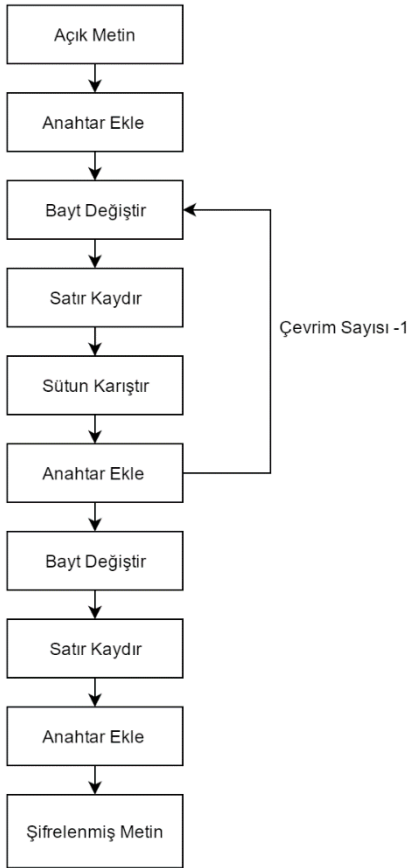 Açık Metin
Anahtar Ekle
Bayt Değiştir
Satır Kaydır
Çevrim Sayısı -1
Sütun Karıştır
Anahtar Ekle
Bayt Değiştir
Satır Kaydır
Anahtar Ekle
Şifrelenmiş Metin